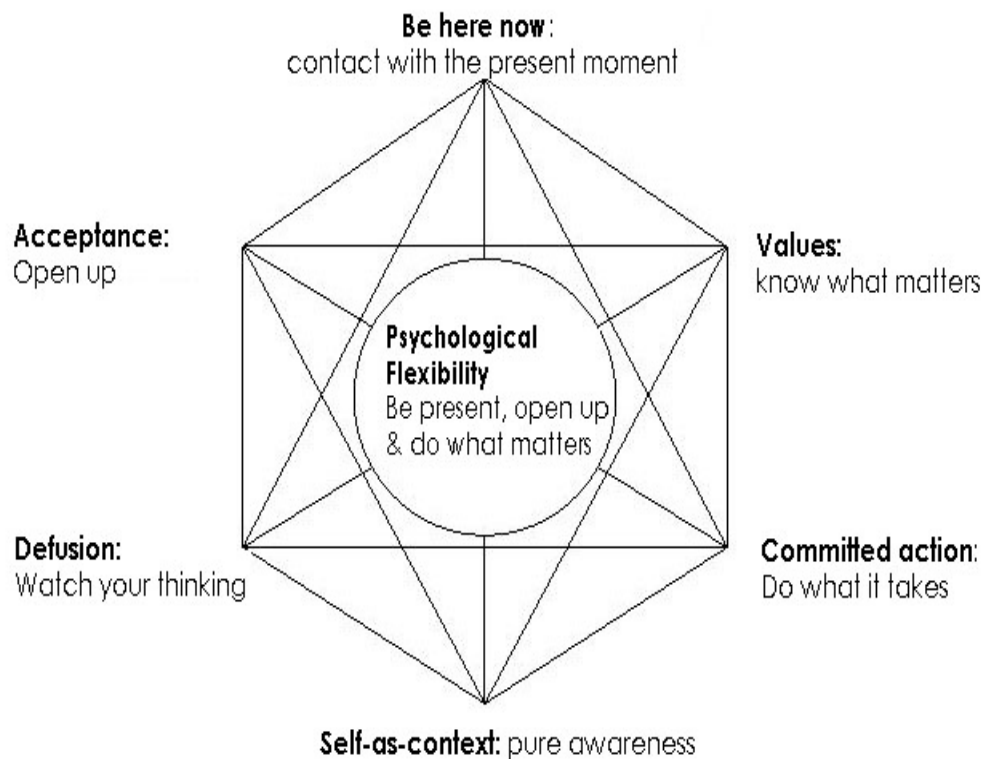 Be here now:
contact with the present moment
Acceptance:
Open up
Values:
know what matters
Psychological
Flexibility
Be present, open up
& do what matters
Defusion:
Watch your thinking
Committed action:
Do what it takes
Self-as-context: pure awareness